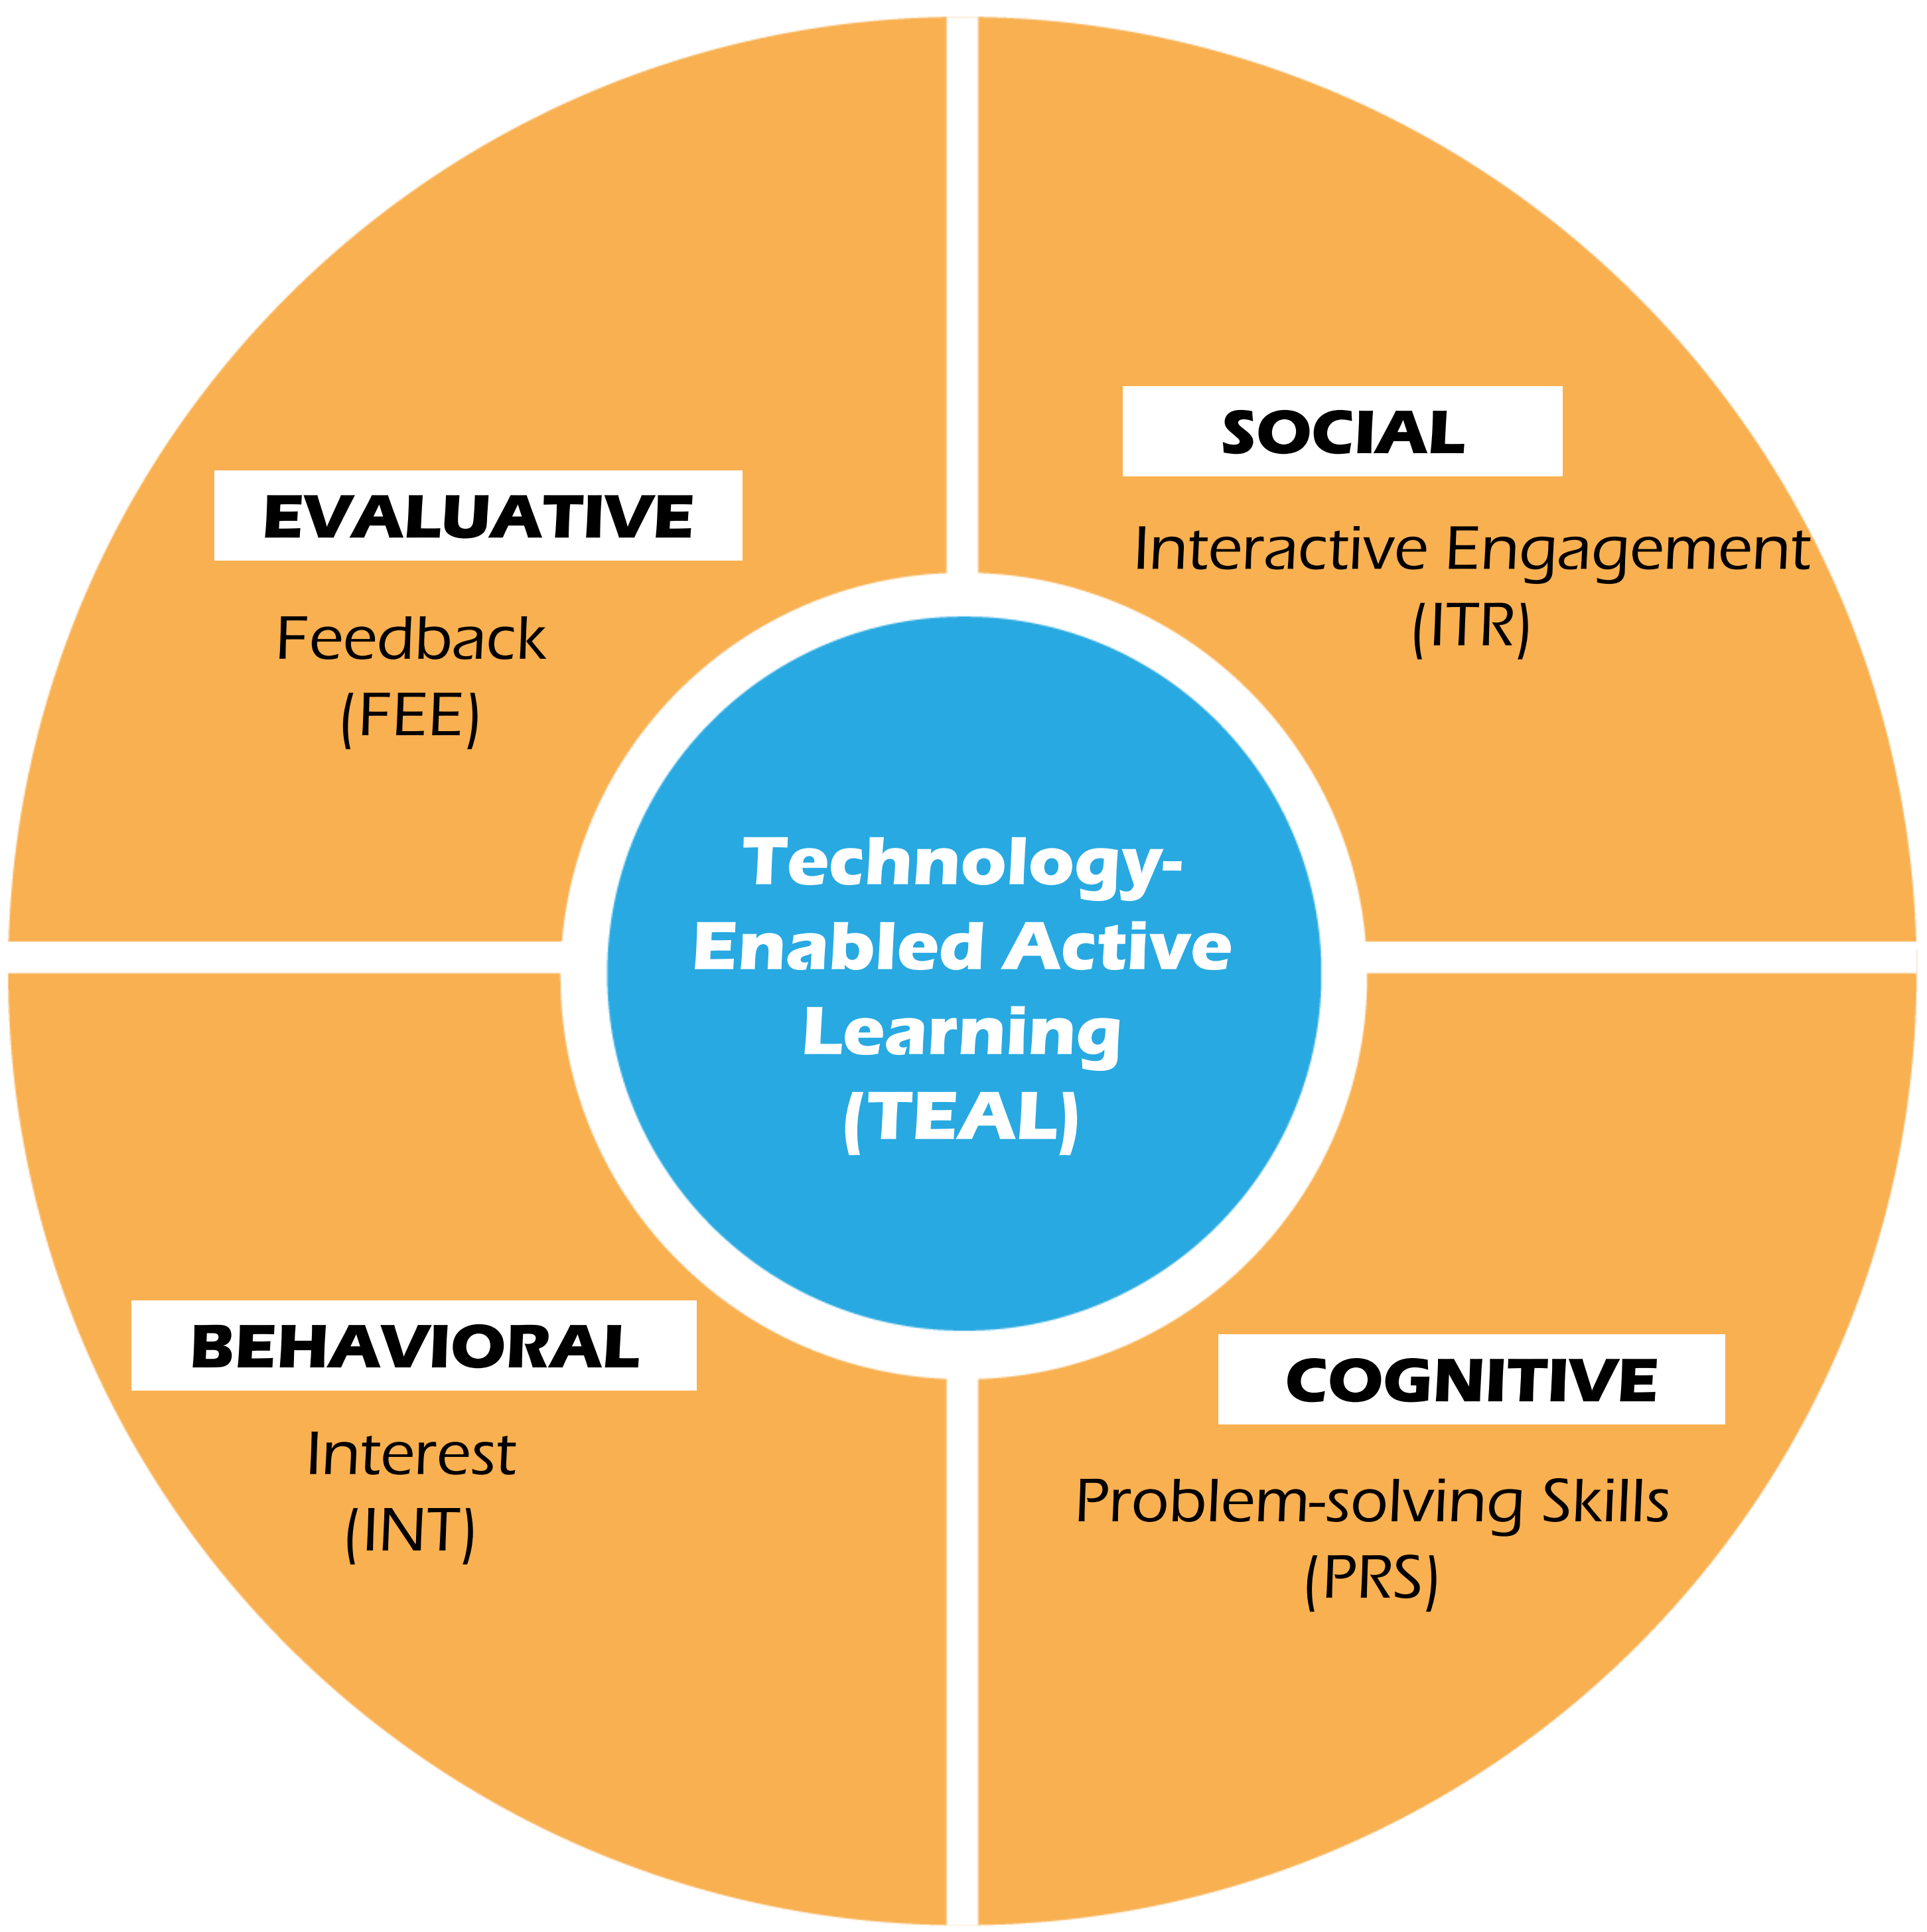 EVALUATIVE
Feedback
(FEE)
SOCIAL
Interactive Engagement
(ITR)
Technology-
Enabled Active
Learning
(TEAL)
BEHAVIORAL
Interest
(INT)
COGNITIVE
Problem-solving Skills
(PRS)